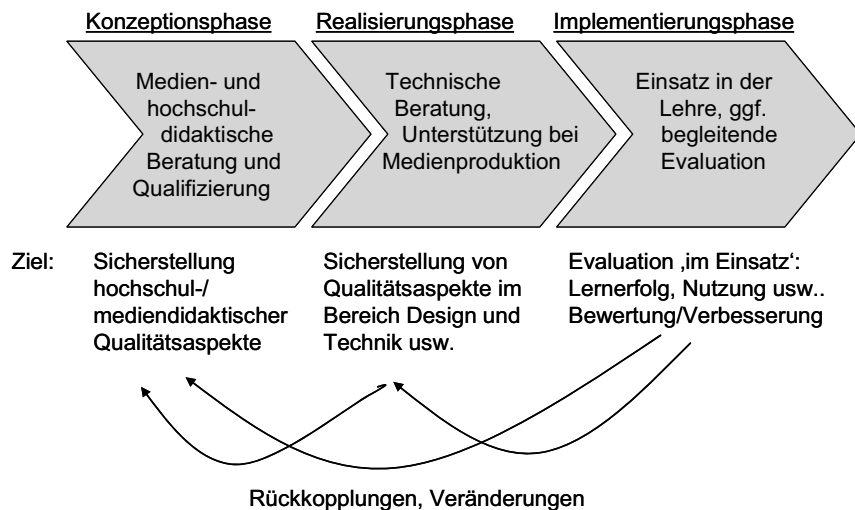 Konzeptionsphase
Realisierungsphase
Implementierungsphase
Medien- und
hochschul-
didaktische
Beratung und
Qualifizierung
Technische
Beratung,
Unterstützung bei
Medienproduktion
Einsatz in der
Lehre, ggf.
begleitende
Evaluation
Ziel:
Sicherstellung
hochschul-/
mediendidaktischer
Qualitätsaspekte
Sicherstellung von
Qualitätsaspekte im
Bereich Design und
Technik usw.
Evaluation ‚im Einsatz‘:
Lernerfolg, Nutzung usw..
Bewertung/Verbesserung
Rückkopplungen, Veränderungen